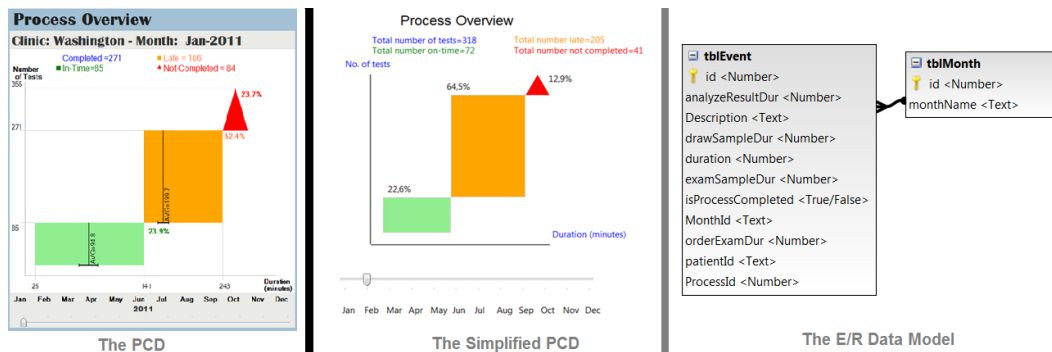 Process Overview
Clinic: Washington - Month: Jan-2011
Completed =271
Late = 186
In-Time=85
Not-Completed = 84
Number
of Tests
355
23.7%
271
52.4%
AVG=199.7
85
23.9%
AVG=94.8
25
141
243
Duration
(minutes)
Jan Feb Mar Apr May Jun Jul Aug Sep Oct Nov Dec
2011
The PCD
Process Overview
Total number of tests=318
Total number late=205
Total number on-time=72
Total number not completed=41
No. of tests
64,5%
12,9%
22,6%
Duration (minutes)
Jan Feb Mar Apr May Jun Jul Aug Sep Oct Nov Dec
The Simplified PCD
tblEvent
id <Number>
analyzeResultDur <Number>
Description <Text>
drawSampleDur <Number>
duration <Number>
examSampleDur <Number>
isProcessCompleted <True/False>
MonthId <Text>
orderExamDur <Number>
patientId <Text>
ProcessId <Number>
tblMonth
id <Number>
monthName <Text>
The E/R Data Model